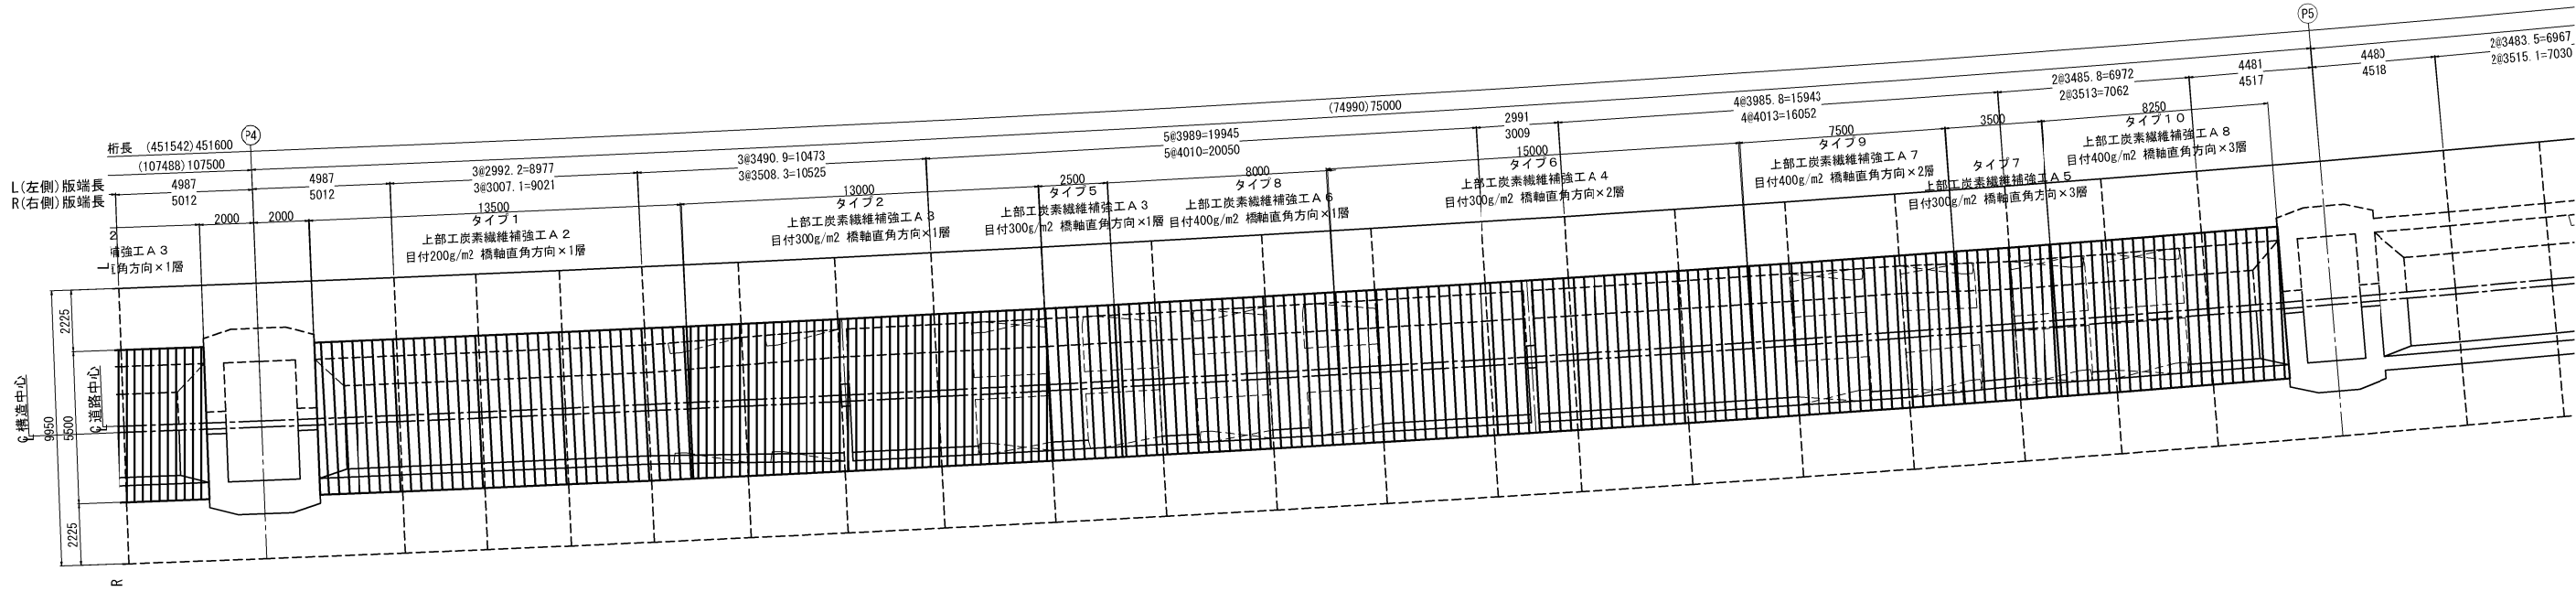 P5
2@3483.5=6967
2@3515.1=7030
4480
4518
4481
4517
2@3485.8=6972
2@3513=7062
(74990)75000
4@3985.8=15943
4@4013=16052
2991
3009
5@3989=19945
5@4010=20050
3@3490.9=10473
3@3508.3=10525
3@2992.2=8977
3@3007.1=9021
P4
桁長 (451542)451600
(107488)107500
L(左側)版端長
R(右側)版端長
4987
5012
4987
5012
2000
2000
補強工A3
直角方向×1層
13500
タイプ1
上部工炭素繊維補強工A2
目付200g/m2 橋軸直角方向×1層
13000
タイプ2
上部工炭素繊維補強工A3
目付300g/m2 橋軸直角方向×1層
2500
タイプ5
上部工炭素繊維補強工A3
目付300g/m2 橋軸直角方向×1層
8000
タイプ8
上部工炭素繊維補強工A6
目付400g/m2 橋軸直角方向×1層
15000
タイプ6
上部工炭素繊維補強工A4
目付300g/m2 橋軸直角方向×2層
7500
タイプ9
上部工炭素繊維補強工A7
目付400g/m2 橋軸直角方向×2層
3500
タイプ7
上部工炭素繊維補強工A5
目付300g/m2 橋軸直角方向×3層
8250
タイプ10
上部工炭素繊維補強工A8
目付400g/m2 橋軸直角方向×3層
2225
9950
5500
2225
CL構造中心
CL道路中心
R